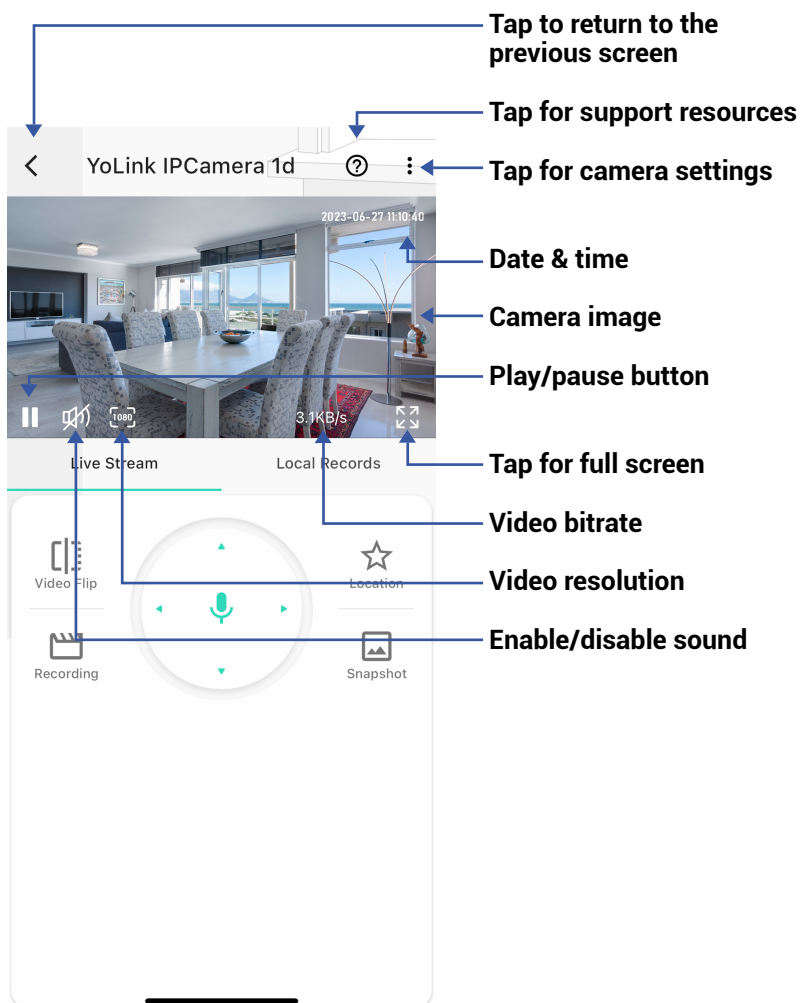 Tap to return to the
previous screen
Tap for support resources
YoLink IPCamera 1d
Tap for camera settings
2023-06-27 11:10:40
Date & time
Camera image
Play/pause button
1080
3.1KB/s
Live Stream
Local Records
Tap for full screen
Video bitrate
Video Flip
Location
Video resolution
Enable/disable sound
Recording
Snapshot